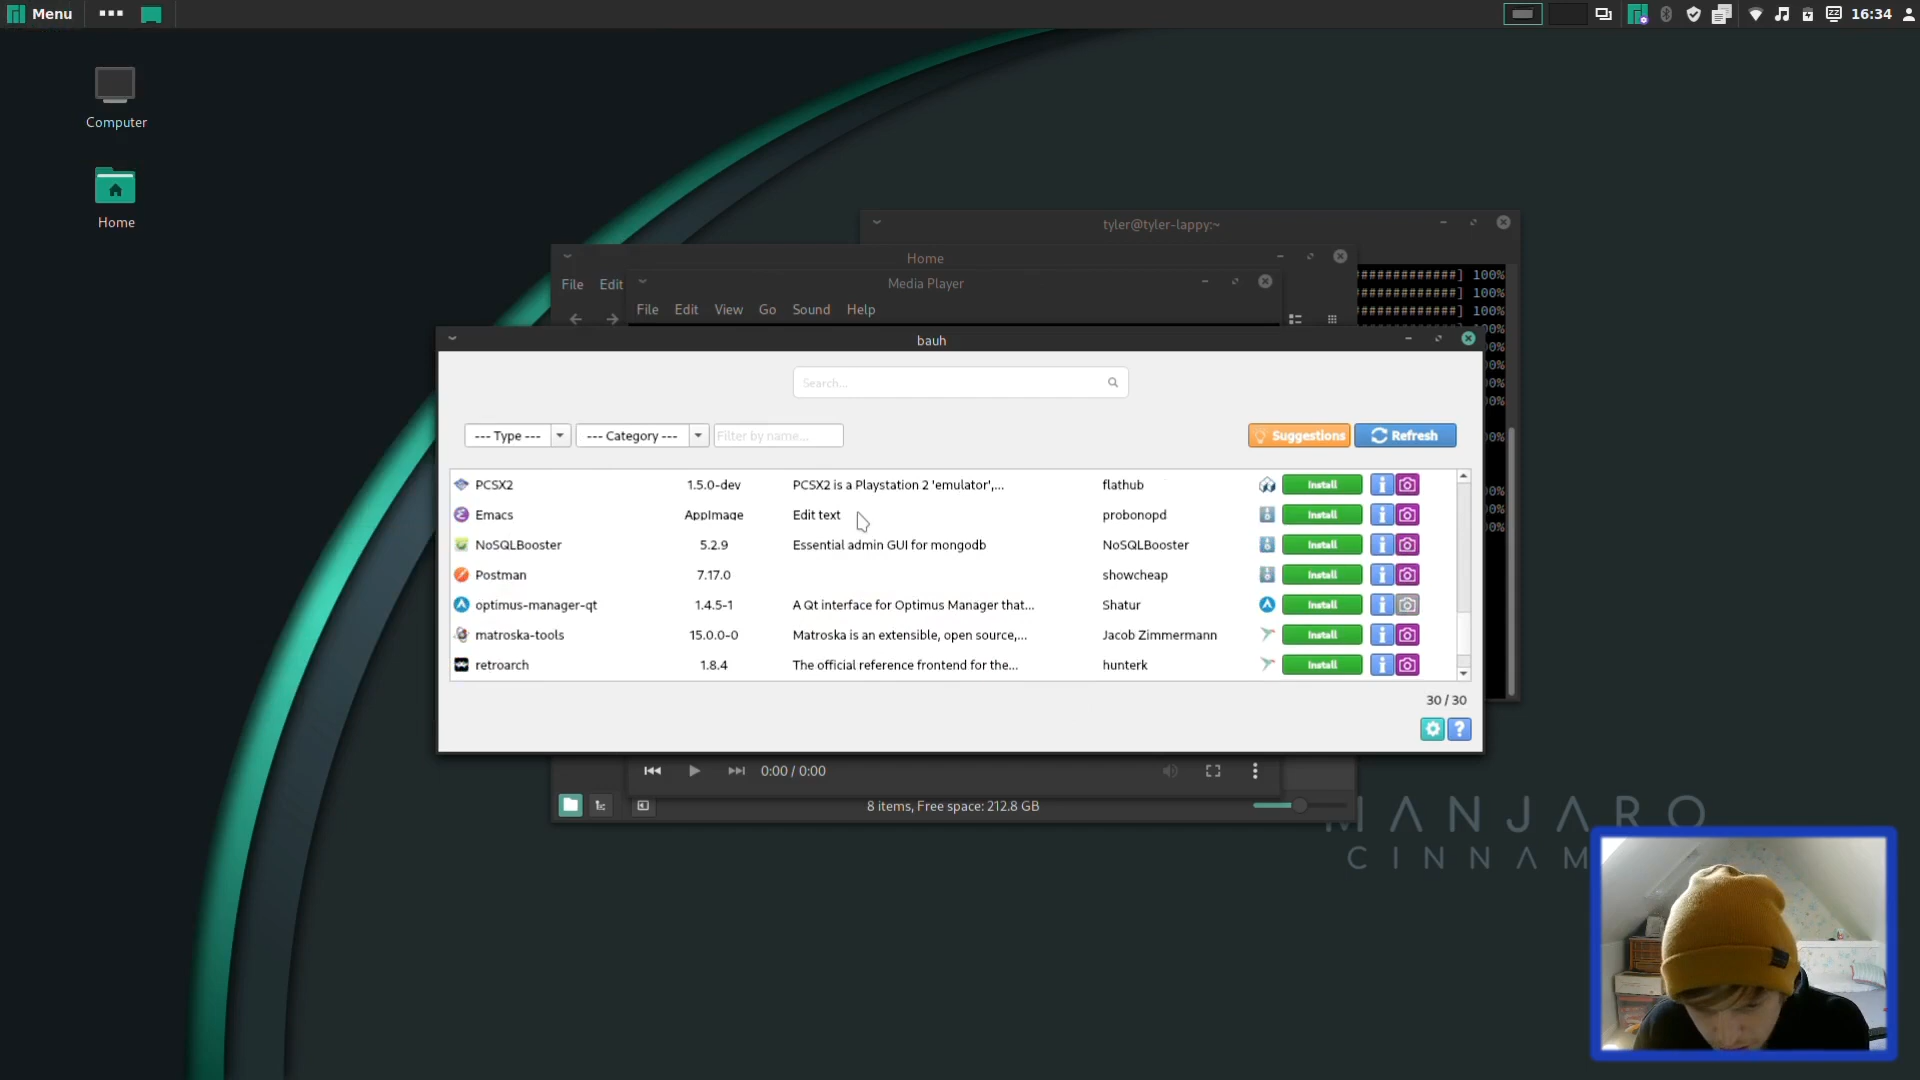 Menu
16:34
Computer
Home
tyler@tyler-lappy:~
Home
File Edit
Media Player
File Edit View Go Sound Help
############] 100%
############] 100%
############] 100%
bauh
Search...
--- Type --- --- Category --- Filter by name... Suggestions Refresh
PCSX2 1.5.0-dev PCSX2 is a Playstation 2 'emulator',... flathub Install
Emacs AppImage Edit text probonopd Install
NoSQLBooster 5.2.9 Essential admin GUI for mongodb NoSQLBooster Install
Postman 7.17.0 showcheap Install
optimus-manager-qt 1.4.5-1 A Qt interface for Optimus Manager that... Shatur Install
matroska-tools 15.0.0-0 Matroska is an extensible, open source,... Jacob Zimmermann Install
retroarch 1.8.4 The official reference frontend for the... hunterk Install
30 / 30
0:00 / 0:00
8 items, Free space: 212.8 GB
MANJARO
CINNAM